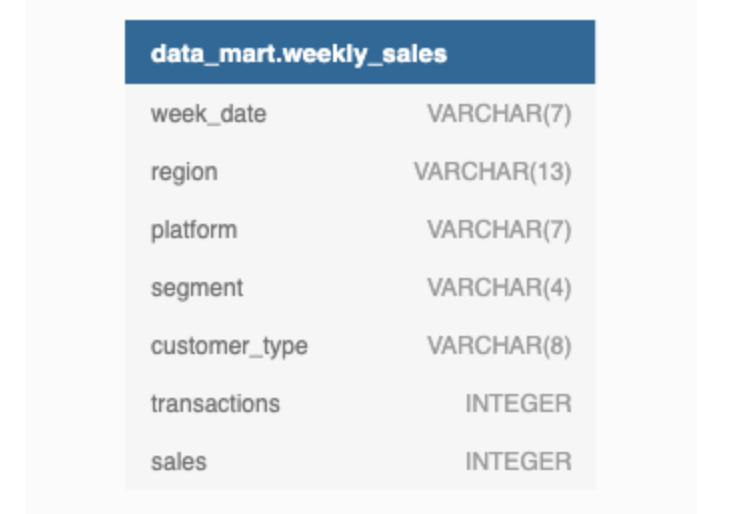 data_mart.weekly_sales
week_date VARCHAR(7)
region VARCHAR(13)
platform VARCHAR(7)
segment VARCHAR(4)
customer_type VARCHAR(8)
transactions INTEGER
sales INTEGER